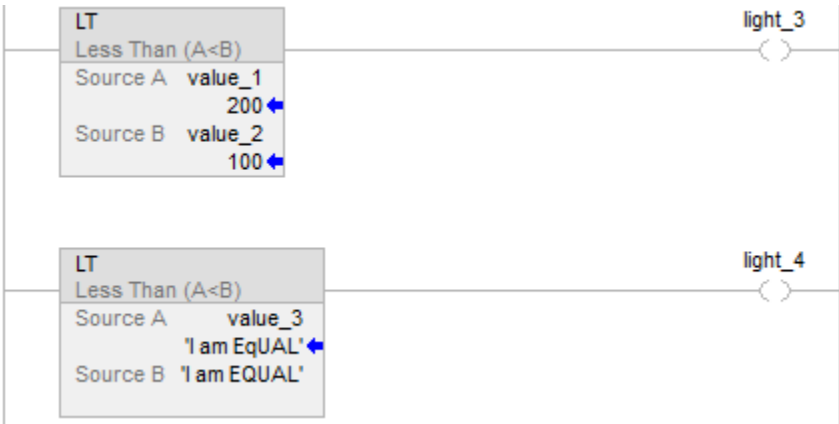 LT
light_3
Less Than (A<B)
Source A value_1
200
Source B value_2
100
LT
light_4
Less Than (A<B)
Source A value_3
'I am EqUAL'
Source B 'I am EQUAL'